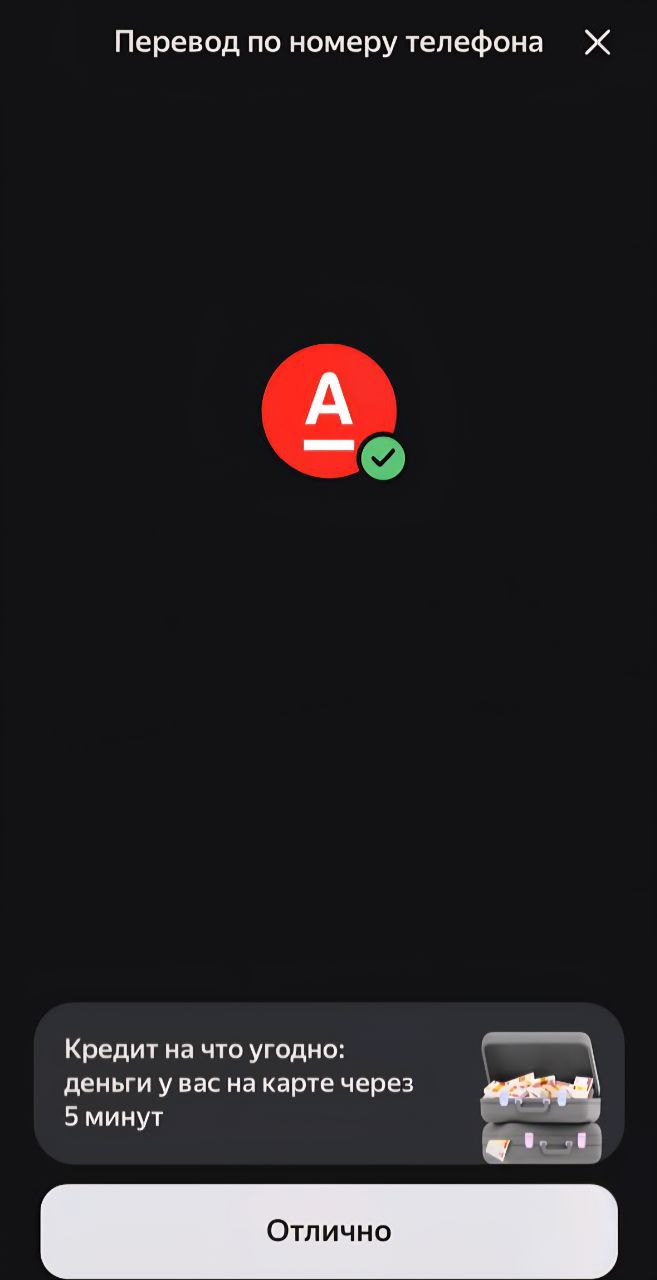 Перевод по номеру телефона
А
Кредит на что угодно:
деньги у вас на карте через
5 минут
Отлично